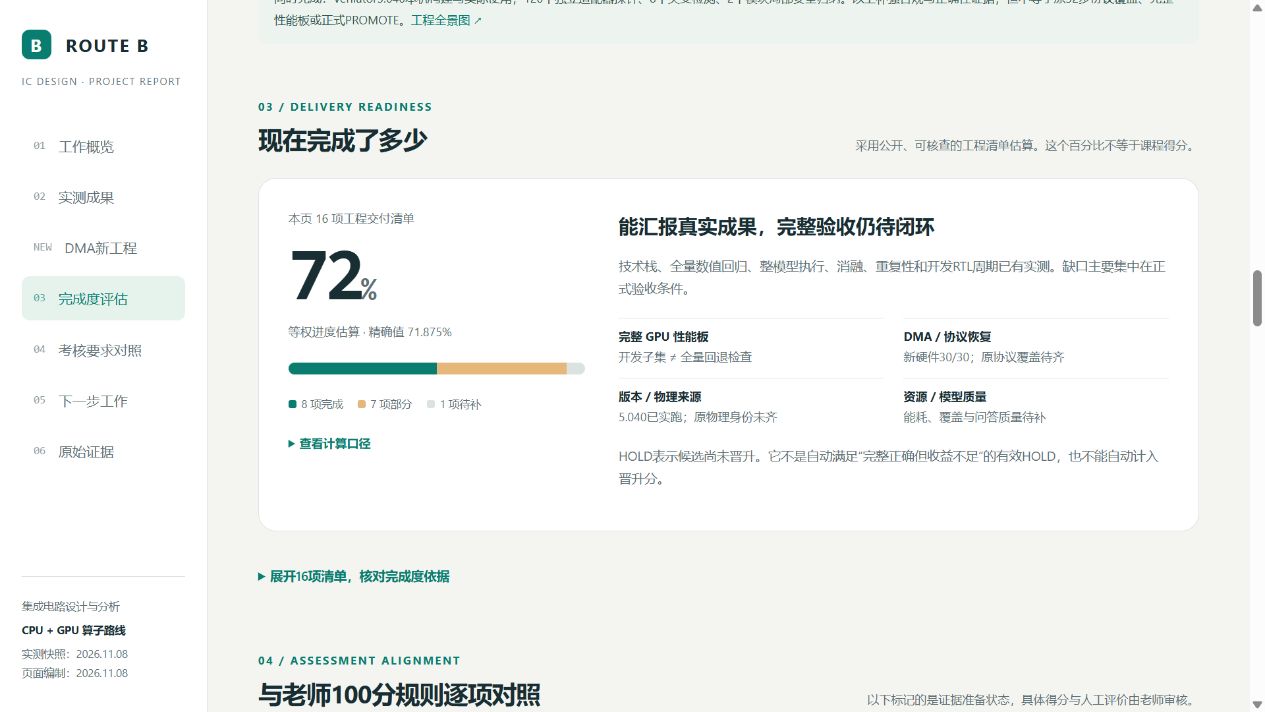 B ROUTE B
IC DESIGN · PROJECT REPORT
01 工作概览
02 实测成果
NEW DMA新工程
03 完成度评估
04 考核要求对照
05 下一步工作
06 原始证据
集成电路设计与分析
CPU + GPU 算子路线
实测快照：2026.11.08
页面编制：2026.11.08
性能板或正式PROMOTE。工程全景图 ↗
03 / DELIVERY READINESS
现在完成了多少
采用公开、可核查的工程清单估算。这个百分比不等于课程得分。
本页 16 项工程交付清单
72%
等权进度估算 · 精确值 71.875%
8 项完成 7 项部分 1 项待补
▶ 查看计算口径
能汇报真实成果，完整验收仍待闭环
技术栈、全量数值回归、整模型执行、消融、重复性和开发RTL周期已有实测。缺口主要集中在正
式验收条件。
完整 GPU 性能板
开发子集 ≠ 全量回退检查
DMA / 协议恢复
新硬件30/30；原协议覆盖待齐
版本 / 物理来源
5.040已实跑；原物理身份未齐
资源 / 模型质量
能耗、覆盖与问答质量待补
HOLD表示候选尚未晋升。它不是自动满足“完整正确但收益不足”的有效HOLD，也不能自动计入
晋升分。
▶ 展开16项清单，核对完成度依据
04 / ASSESSMENT ALIGNMENT
与老师100分规则逐项对照
以下标记的是证据准备状态，具体得分与人工评价由老师审核。